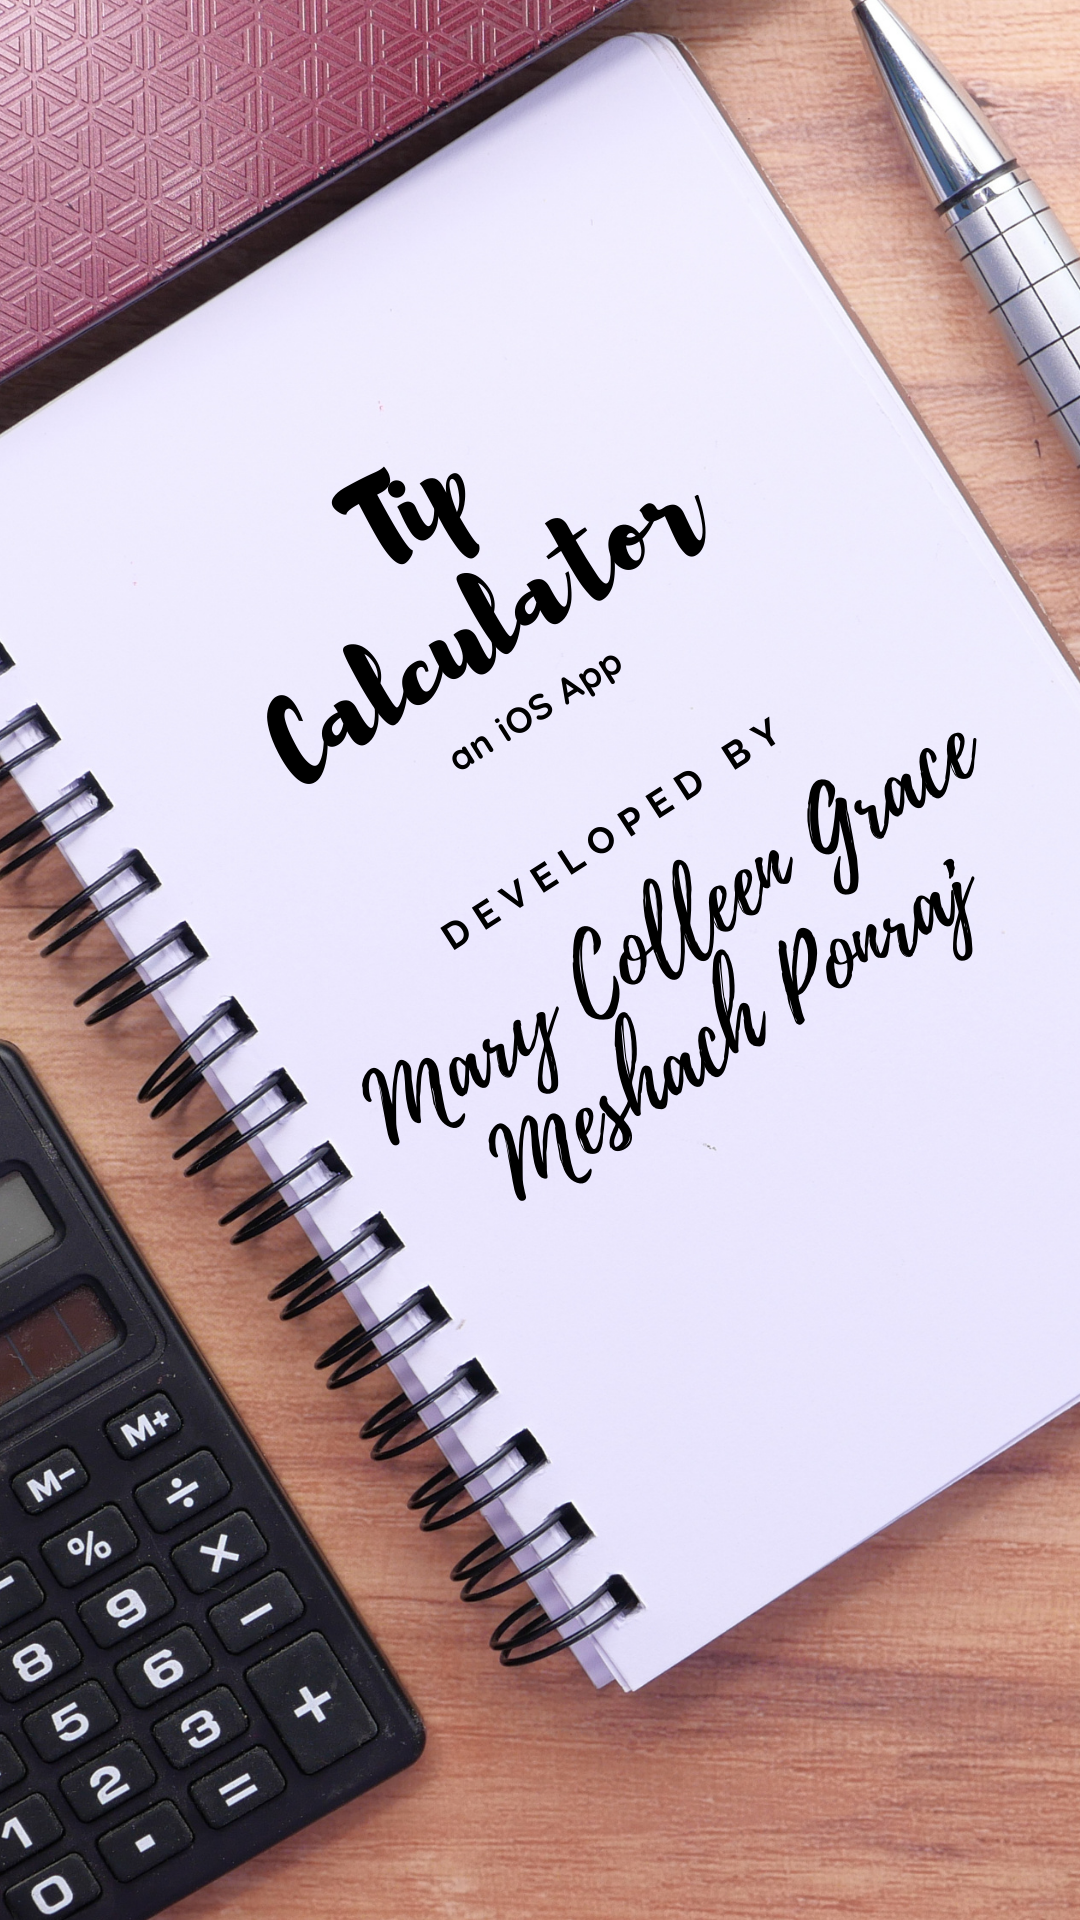 Tip
Calculator
an iOS App
DEVELOPED BY
Mary Colleen Grace
Meshach Ponraj
M+
M−
÷
%
×
9
−
8
6
+
5
3
2
=
1
.
0